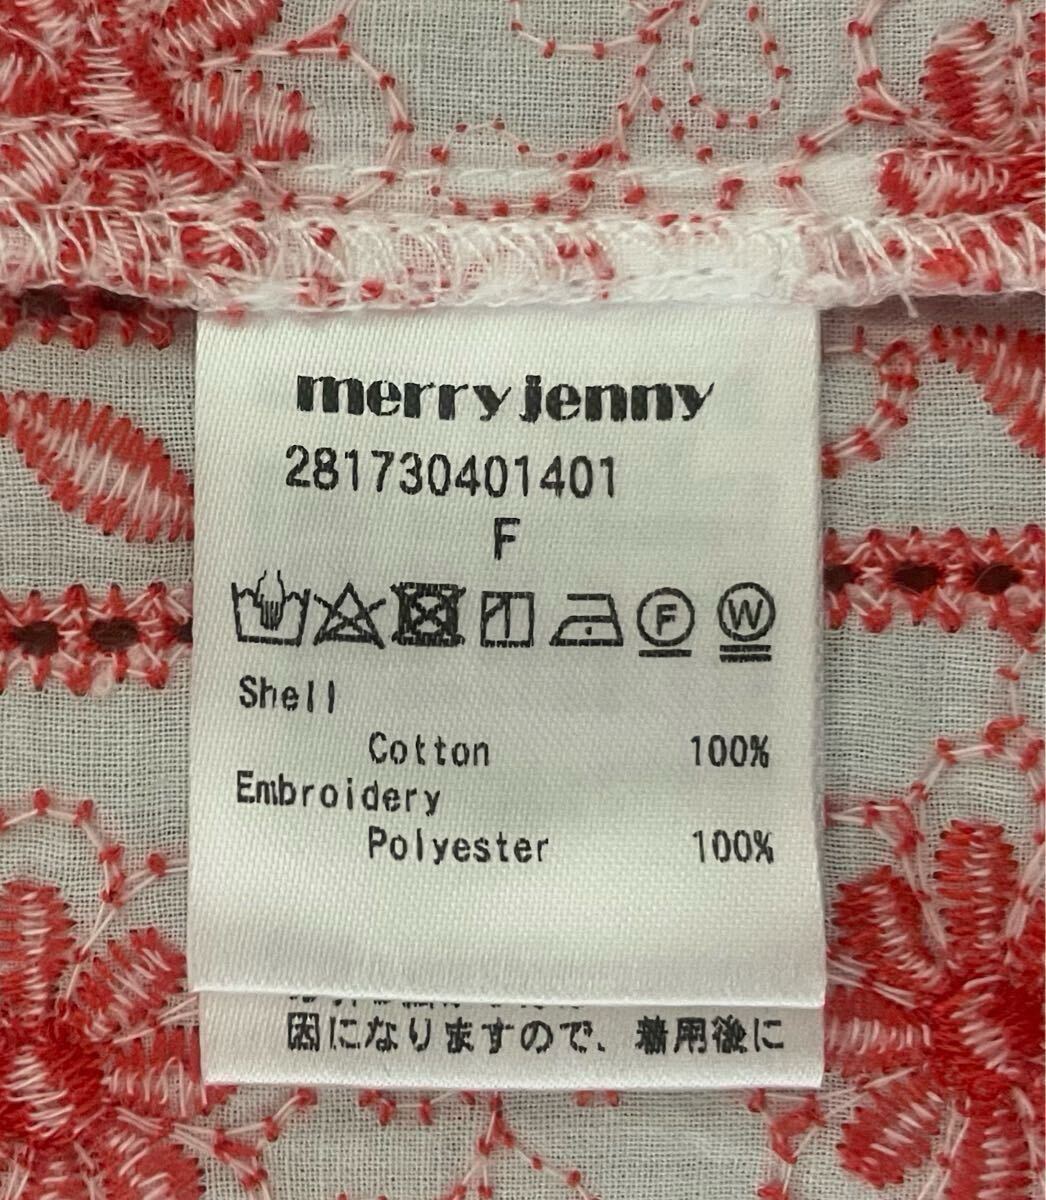 merry jenny
281730401401
F
F W
Shell
Cotton 100%
Embroidery
Polyester 100%
因になりますので、着用後に